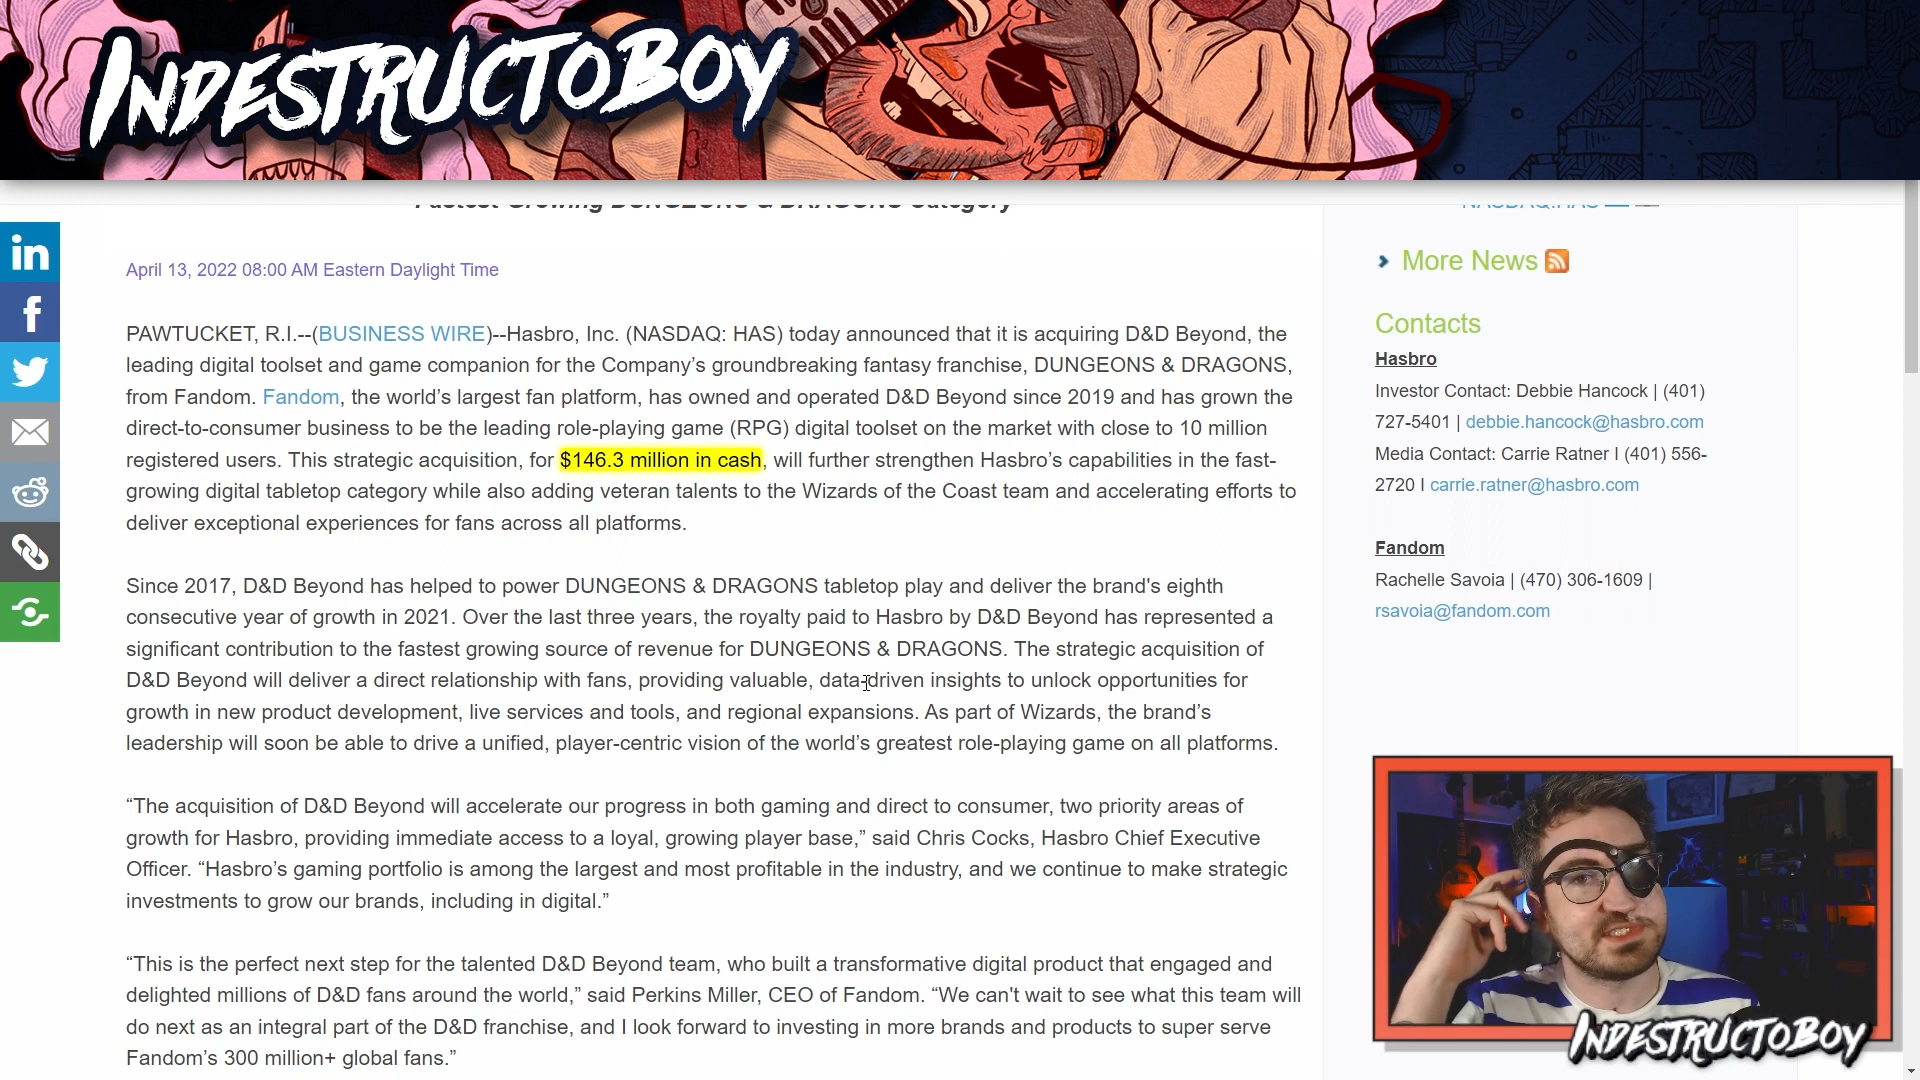 INDESTRUCTOBOY
Fastest-Growing DUNGEONS & DRAGONS Category
NASDAQ:HAS
April 13, 2022 08:00 AM Eastern Daylight Time
PAWTUCKET, R.I.--(BUSINESS WIRE)--Hasbro, Inc. (NASDAQ: HAS) today announced that it is acquiring D&D Beyond, the
leading digital toolset and game companion for the Company’s groundbreaking fantasy franchise, DUNGEONS & DRAGONS,
from Fandom. Fandom, the world’s largest fan platform, has owned and operated D&D Beyond since 2019 and has grown the
direct-to-consumer business to be the leading role-playing game (RPG) digital toolset on the market with close to 10 million
registered users. This strategic acquisition, for $146.3 million in cash, will further strengthen Hasbro’s capabilities in the fast-
growing digital tabletop category while also adding veteran talents to the Wizards of the Coast team and accelerating efforts to
deliver exceptional experiences for fans across all platforms.
Since 2017, D&D Beyond has helped to power DUNGEONS & DRAGONS tabletop play and deliver the brand's eighth
consecutive year of growth in 2021. Over the last three years, the royalty paid to Hasbro by D&D Beyond has represented a
significant contribution to the fastest growing source of revenue for DUNGEONS & DRAGONS. The strategic acquisition of
D&D Beyond will deliver a direct relationship with fans, providing valuable, data-driven insights to unlock opportunities for
growth in new product development, live services and tools, and regional expansions. As part of Wizards, the brand’s
leadership will soon be able to drive a unified, player-centric vision of the world’s greatest role-playing game on all platforms.
“The acquisition of D&D Beyond will accelerate our progress in both gaming and direct to consumer, two priority areas of
growth for Hasbro, providing immediate access to a loyal, growing player base,” said Chris Cocks, Hasbro Chief Executive
Officer. “Hasbro’s gaming portfolio is among the largest and most profitable in the industry, and we continue to make strategic
investments to grow our brands, including in digital.”
“This is the perfect next step for the talented D&D Beyond team, who built a transformative digital product that engaged and
delighted millions of D&D fans around the world,” said Perkins Miller, CEO of Fandom. “We can't wait to see what this team will
do next as an integral part of the D&D franchise, and I look forward to investing in more brands and products to super serve
Fandom’s 300 million+ global fans.”
More News
Contacts
Hasbro
Investor Contact: Debbie Hancock | (401)
727-5401 | debbie.hancock@hasbro.com
Media Contact: Carrie Ratner I (401) 556-
2720 I carrie.ratner@hasbro.com
Fandom
Rachelle Savoia | (470) 306-1609 |
rsavoia@fandom.com
INDESTRUCTOBOY
in
f